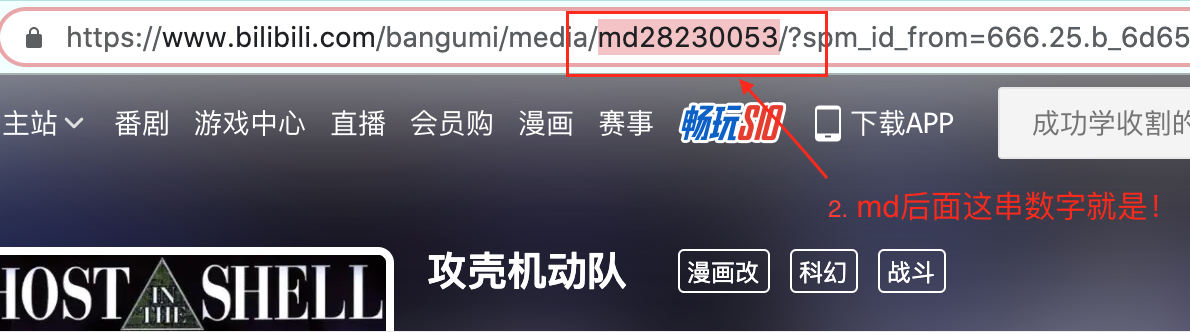 https://www.bilibili.com/bangumi/media/md28230053/?spm_id_from=666.25.b_6d65
主站 番剧 游戏中心 直播 会员购 漫画 赛事 畅玩S10 下载APP 成功学收割的
2. md后面这串数字就是！
攻壳机动队 漫画改 科幻 战斗
HOST IN THE SHELL